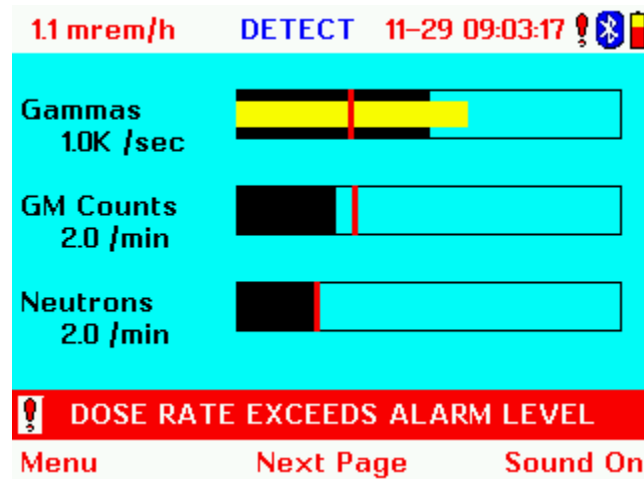 1.1 mrem/h DETECT 11-29 09:03:17
Gammas
1.0K /sec
GM Counts
2.0 /min
Neutrons
2.0 /min
DOSE RATE EXCEEDS ALARM LEVEL
Menu Next Page Sound On